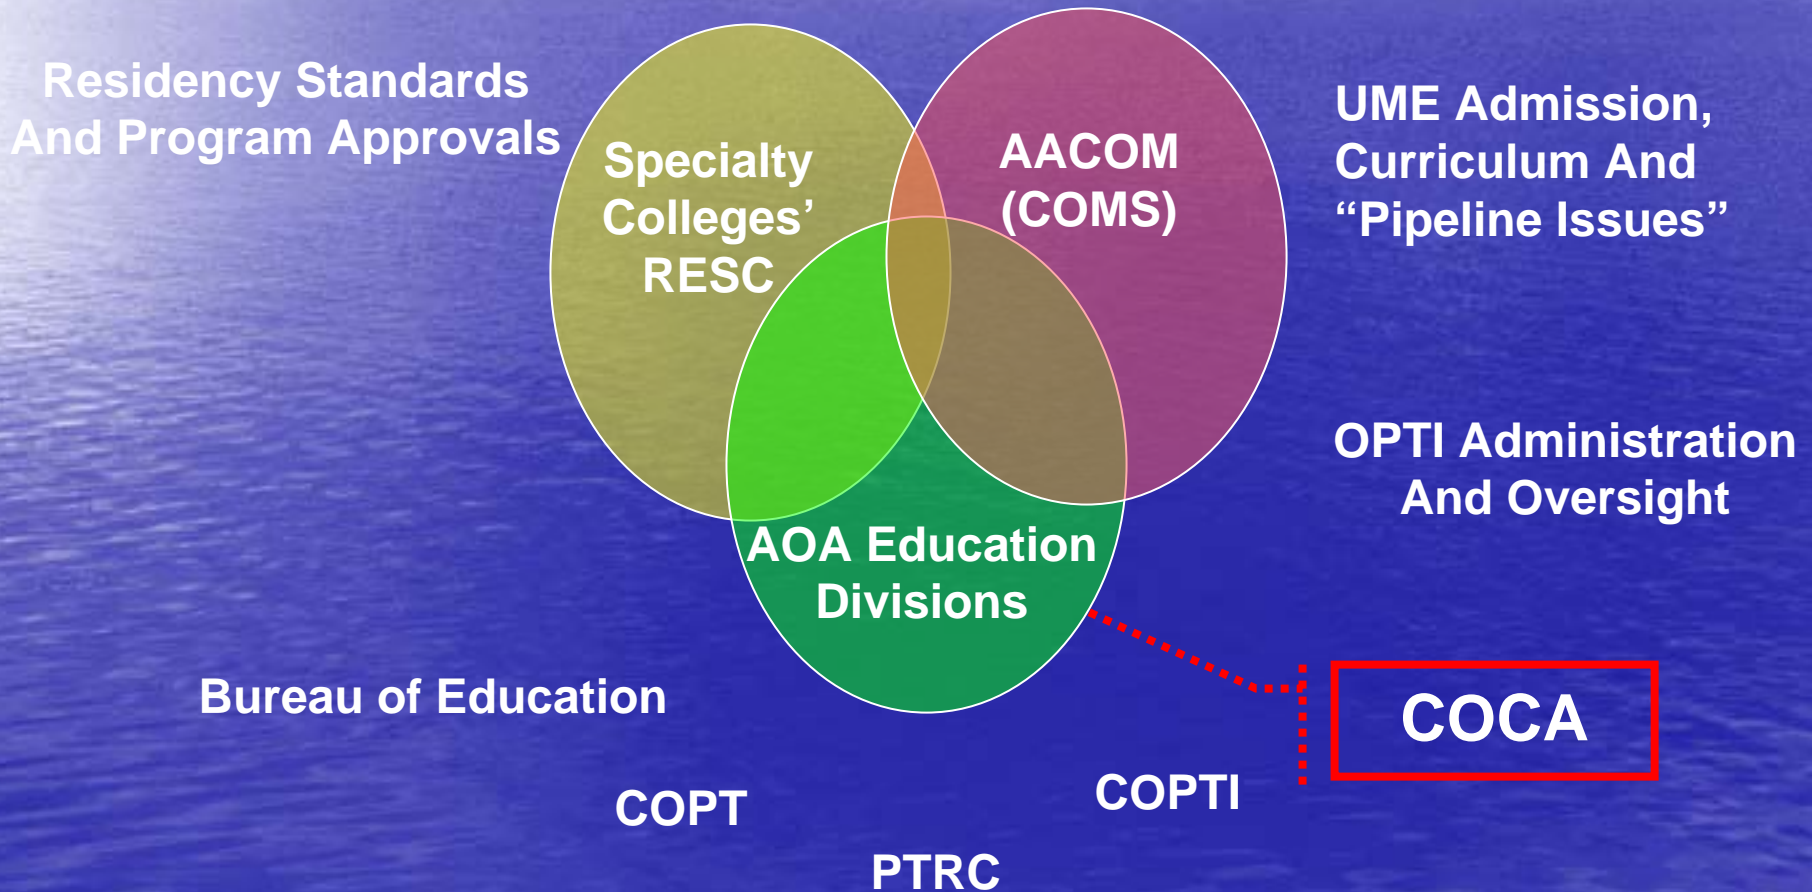 Residency Standards
And Program Approvals
Specialty
Colleges’
RESC
AACOM
(COMS)
UME Admission,
Curriculum And
“Pipeline Issues”
OPTI Administration
And Oversight
AOA Education
Divisions
Bureau of Education
COCA
COPT
COPTI
PTRC